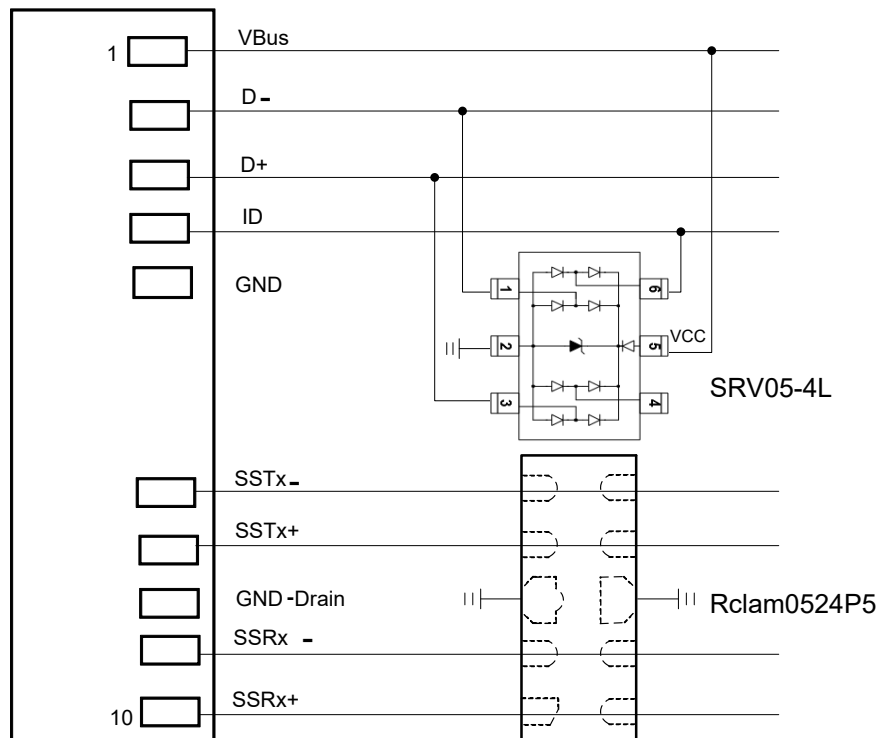 1
VBus
D-
D+
ID
GND
1
6
2
5
VCC
3
4
SRV05-4L
SSTx-
SSTx+
GND-Drain
Rclam0524P5
SSRx -
10
SSRx+